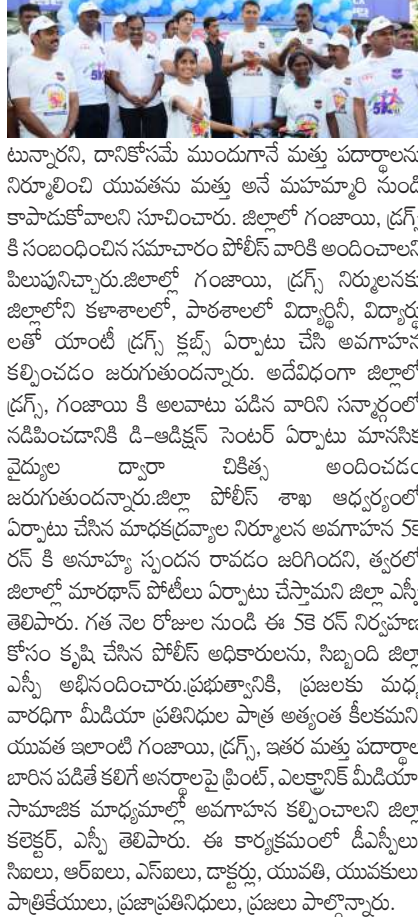 టున్నారని, దానికోసమే ముందుగానే మత్తు పదార్థాలను
నిర్మూలించి యువతను మత్తు అనే మహమ్మారి నుండి
కాపాడుకోవాలని సూచించారు. జిల్లాలో గంజాయి, డ్రగ్స్
కి సంబంధించిన సమాచారం పోలీస్ వారికి అందించాలని
పిలుపునిచ్చారు.జిలాల్లో గంజాయి, డ్రగ్స్ నిర్ములనకు
జిల్లాలోని కళాశాలలో, పాఠశాలలో విద్యార్థినీ, విద్యార్థు
లతో యాంటీ డ్రగ్స్ క్లబ్స్ ఏర్పాటు చేసి అవగాహన
కల్పించడం జరుగుతుందన్నారు. అదేవిధంగా జిల్లాలో
డ్రగ్స్, గంజాయి కి అలవాటు పడిన వారిని సన్మార్గంలో
నడిపించడానికి డి-ఆడిక్షన్ సెంటర్ ఏర్పాటు మానసిక
వైద్యుల ద్వారా చికిత్స అందించడం
జరుగుతుందన్నారు.జిల్లా పోలీస్ శాఖ ఆధ్వర్యంలో
ఏర్పాటు చేసిన మాధకద్రవ్యాల నిర్మూలన అవగాహన 5కె
రన్ కి అనూహ్య స్పందన రావడం జరిగిందని, త్వరలో
జిలాల్లో మారథాన్ పోటీలు ఏర్పాటు చేస్తామని జిల్లా ఎస్పీ
తెలిపారు. గత నెల రోజుల నుండి ఈ 5కె రన్ నిర్వహణ
కోసం కృషి చేసిన పోలీస్ అధికారులను, సిబ్బంది జిల్లా
ఎస్పీ అభినందించారు.ప్రభుత్వానికి, ప్రజలకు మధ్య
వారధిగా మీడియా ప్రతినిధుల పాత్ర అత్యంత కీలకమని
యువత ఇలాంటి గంజాయి, డ్రగ్స్, ఇతర మత్తు పదార్థాల
బారిన పడితే కలిగే అనర్థాలపై ప్రింట్, ఎలక్ట్రానిక్ మీడియా
సామాజిక మాధ్యమాల్లో అవగాహన కల్పించాలని జిల్లా
కలెక్టర్, ఎస్పీ తెలిపారు. ఈ కార్యక్రమంలో డీఎస్పీలు
సిఐలు, ఆర్ఐలు, ఎస్ఐలు, డాక్టర్లు, యువతి, యువకులు
పాత్రికేయులు, ప్రజాప్రతినిధులు, ప్రజలు పాల్గొన్నారు.